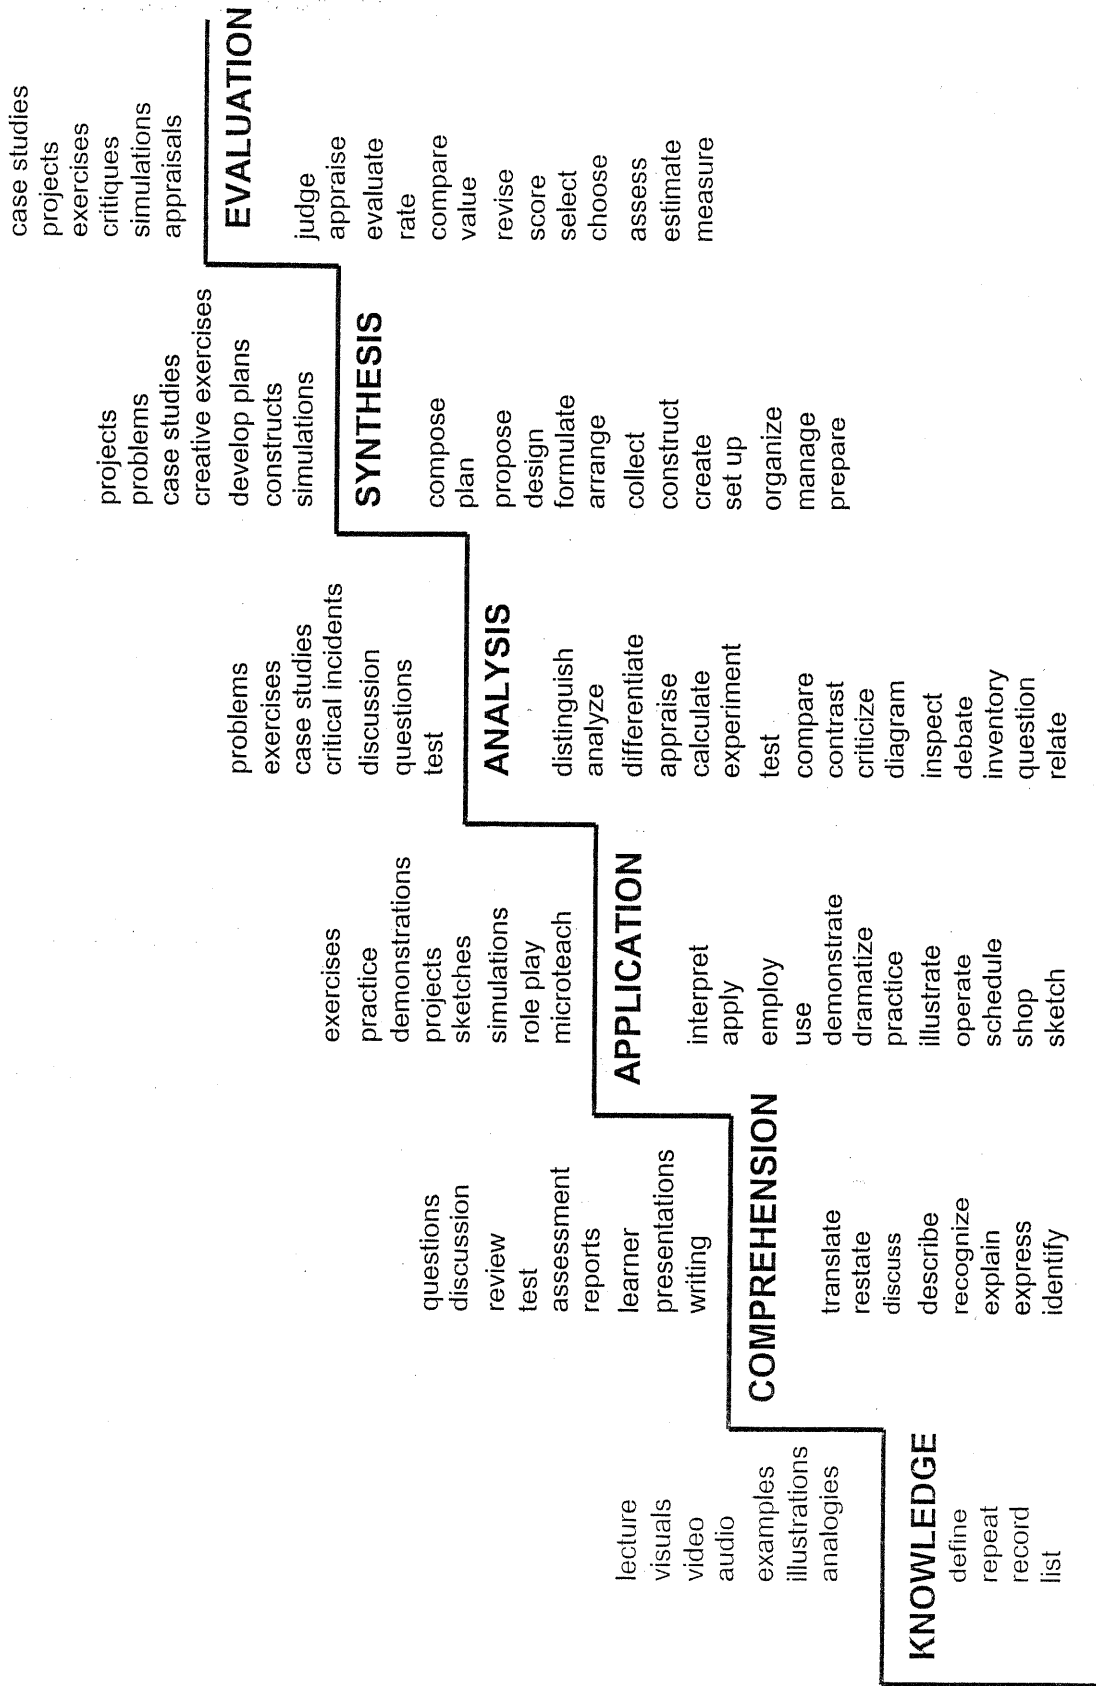 case studies
projects
exercises
critiques
simulations
appraisals
EVALUATION
judge
appraise
evaluate
rate
compare
value
revise
score
select
choose
assess
estimate
measure
projects
problems
case studies
creative exercises
develop plans
constructs
simulations
SYNTHESIS
compose
plan
propose
design
formulate
arrange
collect
construct
create
set up
organize
manage
prepare
problems
exercises
case studies
critical incidents
discussion
questions
test
ANALYSIS
distinguish
analyze
differentiate
appraise
calculate
experiment
test
compare
contrast
criticize
diagram
inspect
debate
inventory
question
relate
exercises
practice
demonstrations
projects
sketches
simulations
role play
microteach
APPLICATION
interpret
apply
employ
use
demonstrate
dramatize
practice
illustrate
operate
schedule
shop
sketch
questions
discussion
review
test
assessment
reports
learner
presentations
writing
COMPREHENSION
translate
restate
discuss
describe
recognize
explain
express
identify
lecture
visuals
video
audio
examples
illustrations
analogies
KNOWLEDGE
define
repeat
record
list